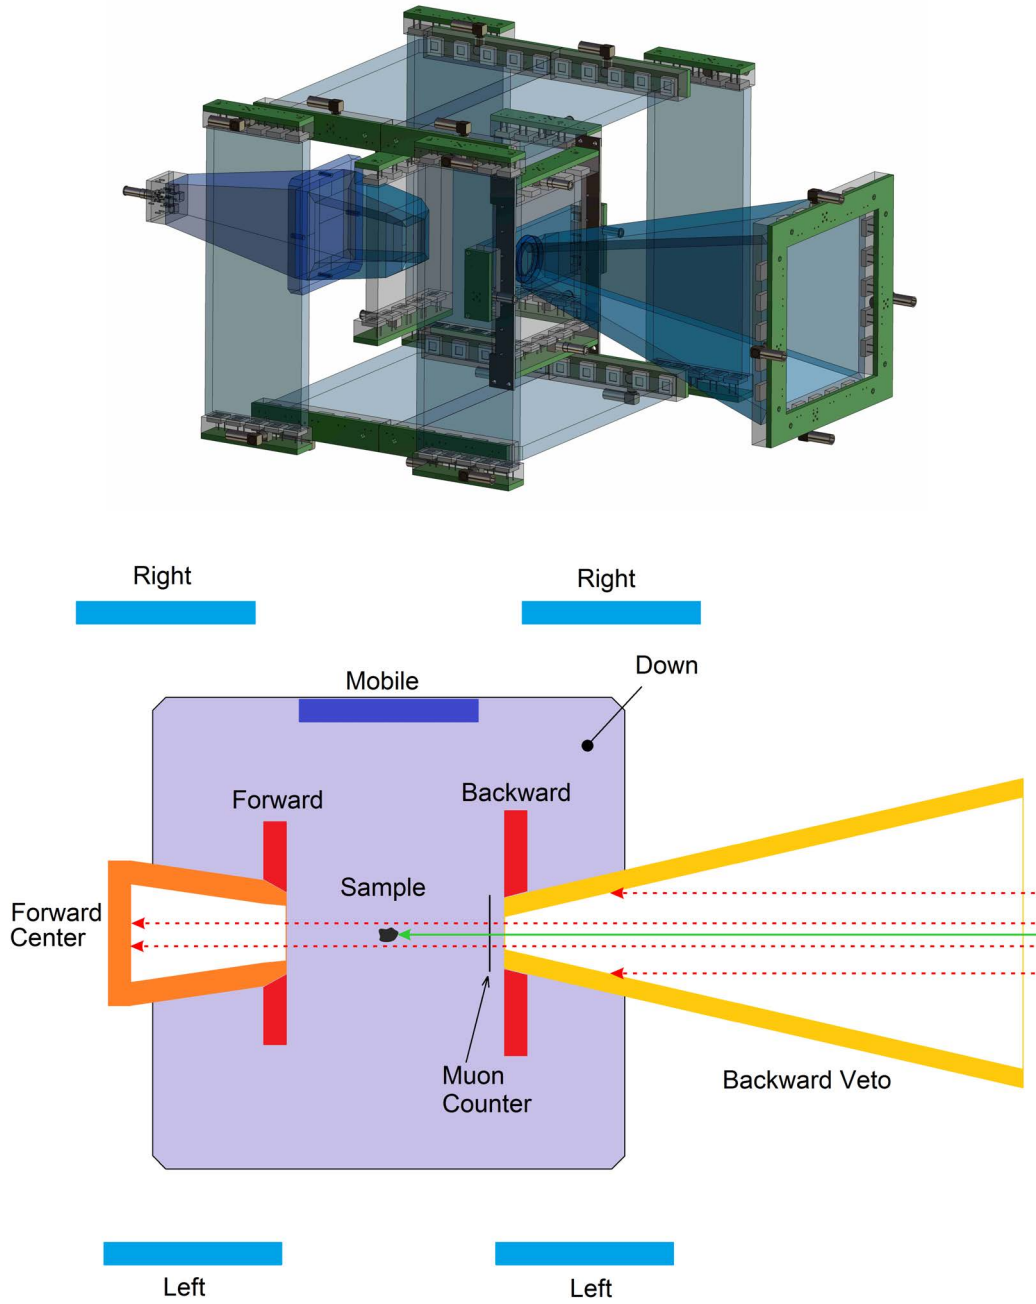 Right
Right
Down
Mobile
Forward
Backward
Sample
Forward
Center
Muon
Counter
Backward Veto
Left
Left